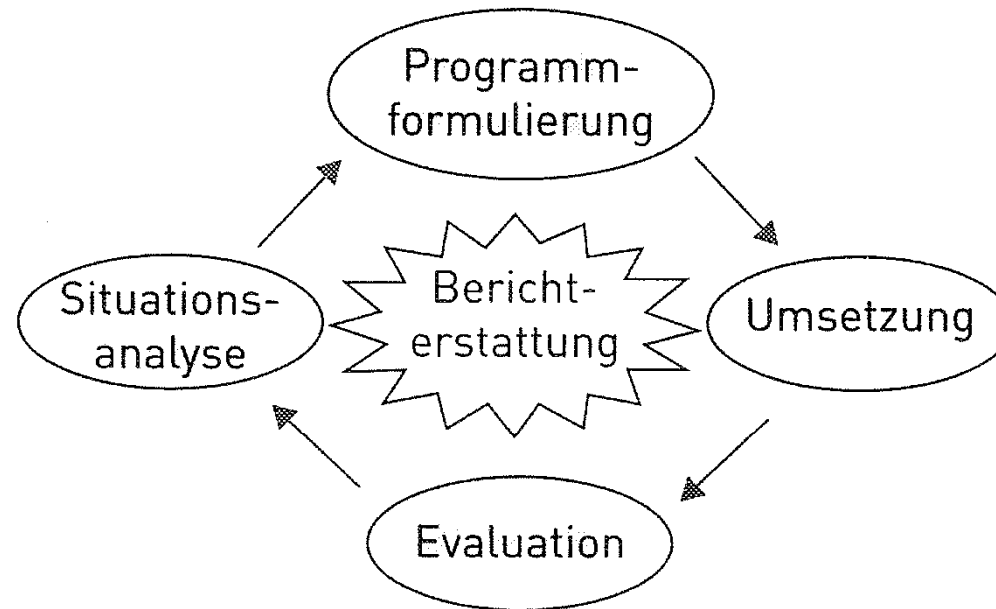 Programm-
formulierung
Situations-
analyse
Bericht-
erstattung
Umsetzung
Evaluation